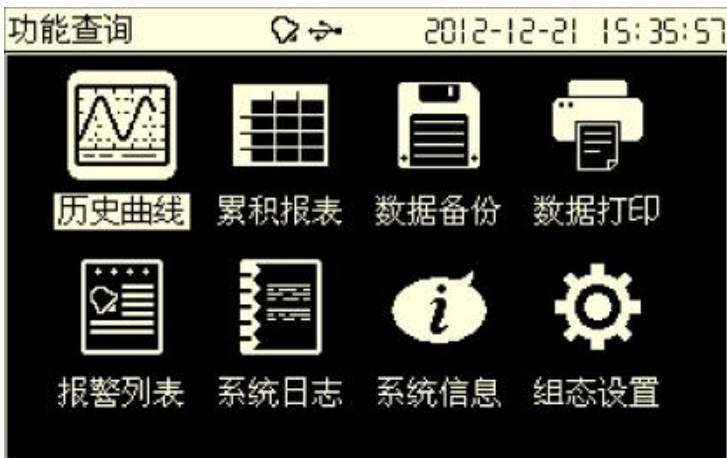 功能查询 2012-12-21 15:35:57
历史曲线 累积报表 数据备份 数据打印
报警列表 系统日志 系统信息 组态设置